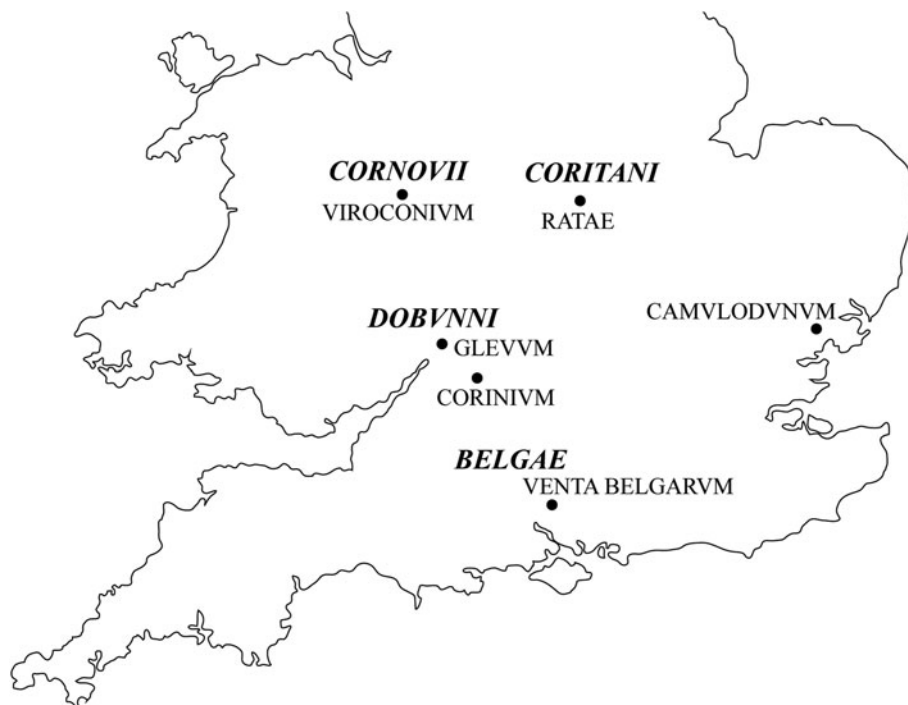 CORNOVII
VIROCONIVM
CORITANI
RATAE
CAMVLODVNVM
DOBVNNI
GLEVVM
CORINIVM
BELGAE
VENTA BELGARVM